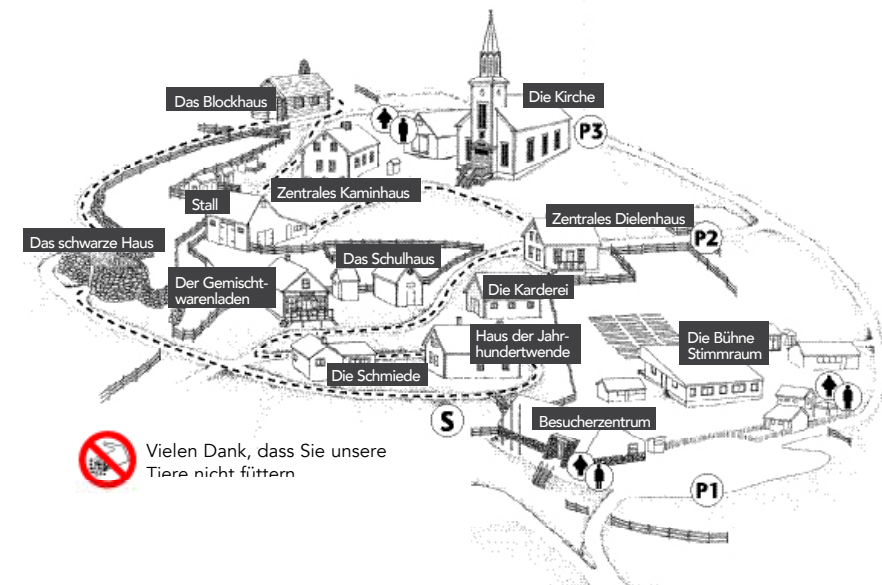 Die Kirche
Das Blockhaus
P3
Zentrales Kaminhaus
Stall
Zentrales Dielenhaus
P2
Das schwarze Haus
Das Schulhaus
Der Gemischt-
warenladen
Die Karderei
Haus der Jahr-
hundertwende
Die Bühne
Stimmraum
Die Schmiede
S
Besucherzentrum
Vielen Dank, dass Sie unsere
Tiere nicht füttern
P1